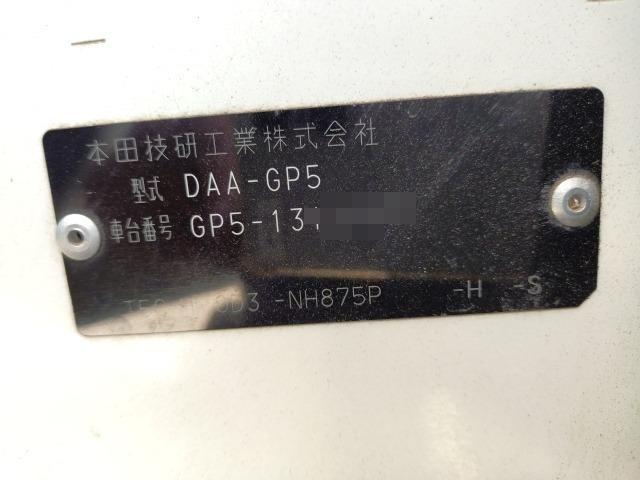 本田技研工業株式会社
型式 DAA-GP5
車台番号 GP5-13
-NH875P -H -S